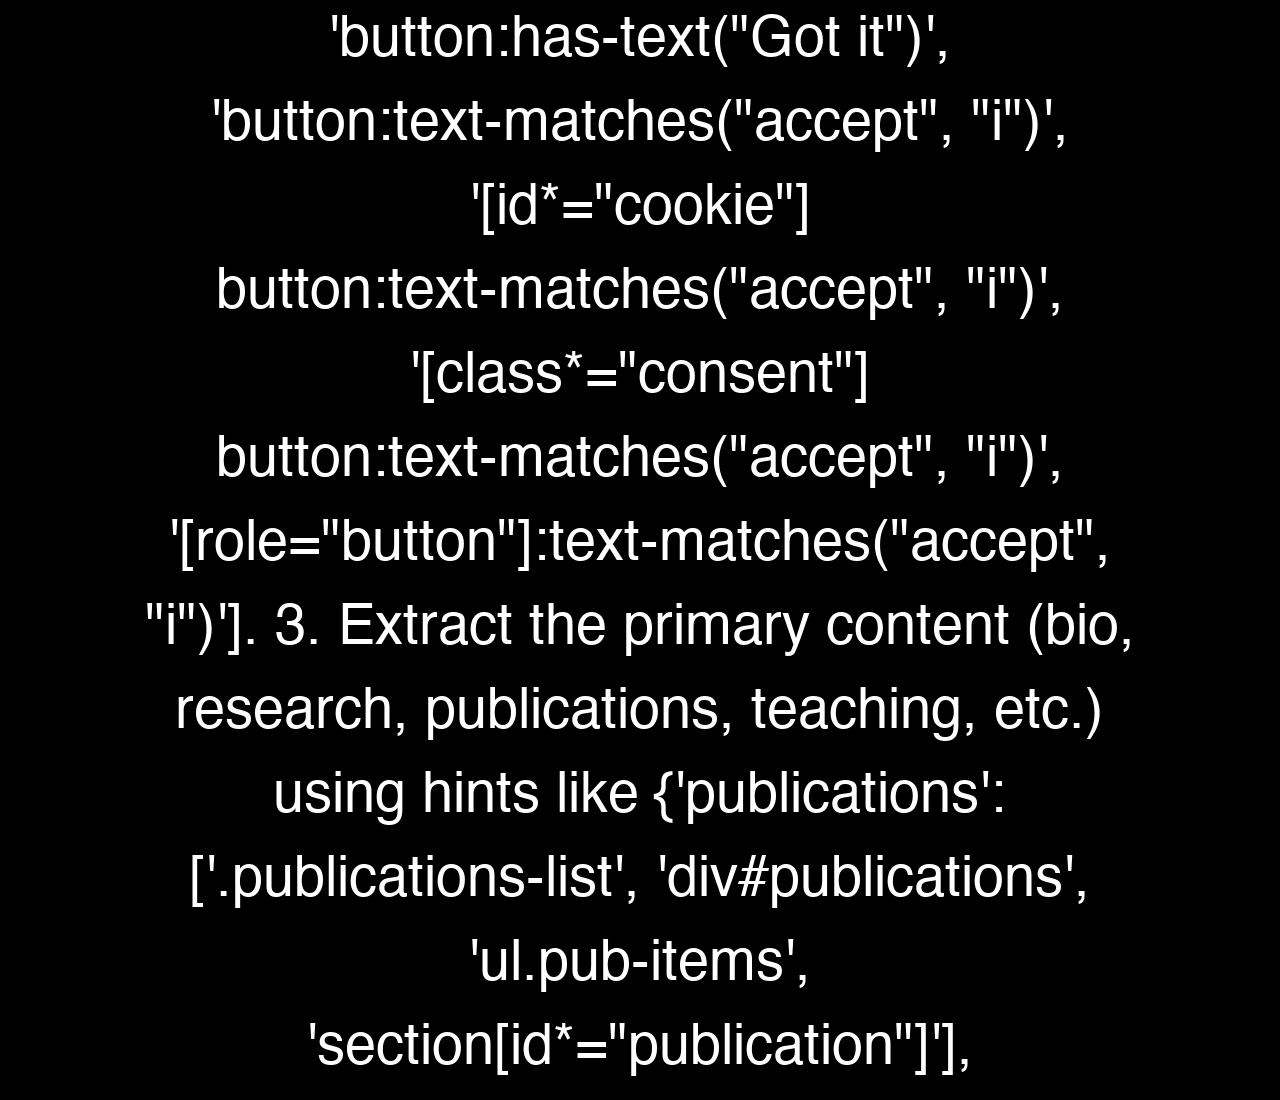 'button:has-text("Got it")',
'button:text-matches("accept", "i")',
'[id*="cookie"]
button:text-matches("accept", "i")',
'[class*="consent"]
button:text-matches("accept", "i")',
'[role="button"]:text-matches("accept",
"i")']. 3. Extract the primary content (bio,
research, publications, teaching, etc.)
using hints like {'publications':
['.publications-list', 'div#publications',
'ul.pub-items',
'section[id*="publication"]'],